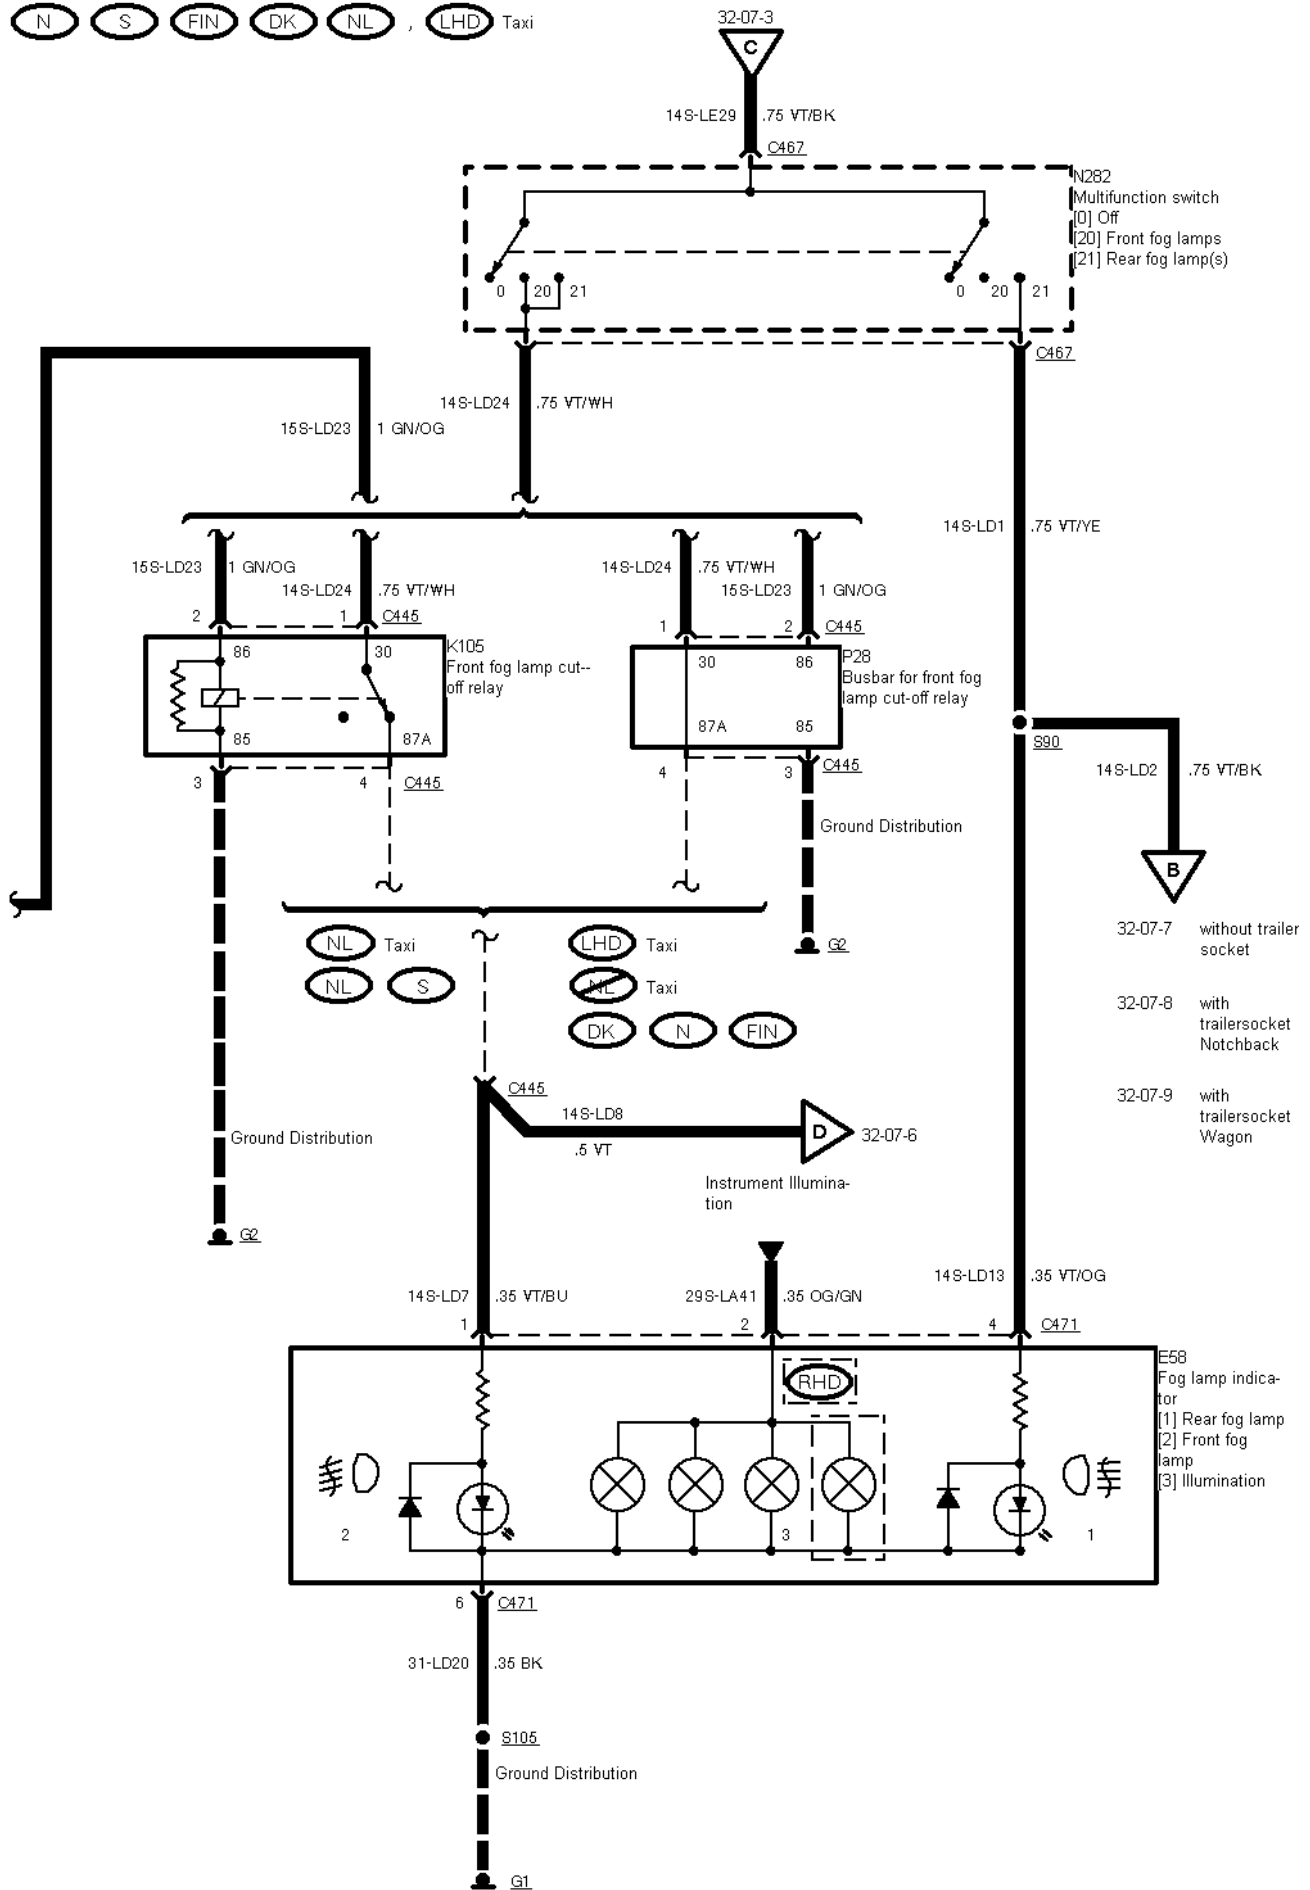 N S FIN DK NL , LHD Taxi
32-07-3
C
14S-LE29 .75 VT/BK
C467
N282
Multifunction switch
[0] Off
[20] Front fog lamps
[21] Rear fog lamp(s)
0 20 21
0 20 21
C467
14S-LD24 .75 VT/WH
15S-LD23 1 GN/OG
14S-LD1 .75 VT/YE
15S-LD23 1 GN/OG
14S-LD24 .75 VT/WH
14S-LD24 .75 VT/WH
15S-LD23 1 GN/OG
2 1 C445
1 2 C445
K105
Front fog lamp cut--
off relay
86 30
85 87A
P28
Busbar for front fog
lamp cut-off relay
30 86
87A 85
S90
3 4 C445
4 3 C445
14S-LD2 .75 VT/BK
Ground Distribution
B
32-07-7 without trailer
socket
G2
NL Taxi
LHD Taxi
NL S
NL Taxi
DK N FIN
32-07-8 with
trailersocket
Notchback
32-07-9 with
trailersocket
Wagon
C445
14S-LD8
.5 VT
D
32-07-6
Ground Distribution
Instrument Illumina-
tion
G2
14S-LD7 .35 VT/BU
29S-LA41 .35 OG/GN
14S-LD13 .35 VT/OG
1 2 4 C471
E58
Fog lamp indica-
tor
[1] Rear fog lamp
[2] Front fog
lamp
[3] Illumination
RHD
2 3 1
6 C471
31-LD20 .35 BK
S105
Ground Distribution
G1